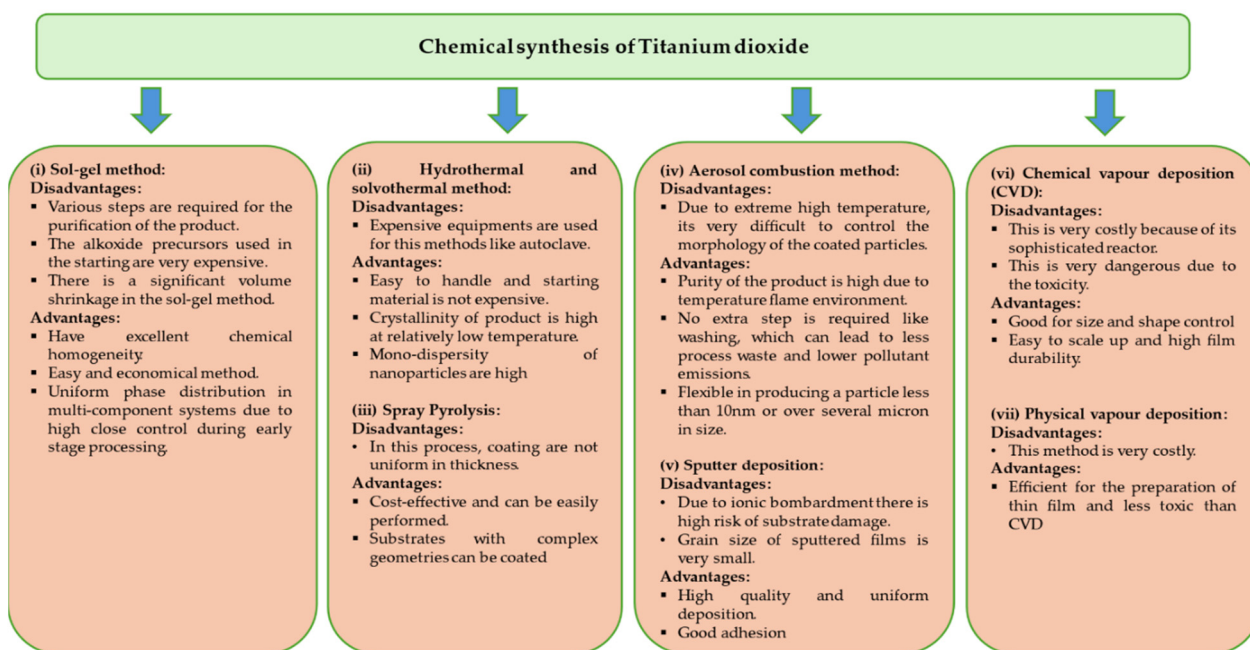 Chemical synthesis of Titanium dioxide
(i) Sol-gel method:
Disadvantages:
▪ Various steps are required for the
purification of the product.
▪ The alkoxide precursors used in
the starting are very expensive.
▪ There is a significant volume
shrinkage in the sol-gel method.
Advantages:
▪ Have excellent chemical
homogeneity.
▪ Easy and economical method.
▪ Uniform phase distribution in
multi-component systems due to
high close control during early
stage processing.
(ii) Hydrothermal and
solvothermal method:
Disadvantages:
▪ Expensive equipments are used
for this methods like autoclave.
Advantages:
▪ Easy to handle and starting
material is not expensive.
▪ Crystallinity of product is high
at relatively low temperature.
▪ Mono-dispersity of
nanoparticles are high
(iii) Spray Pyrolysis:
Disadvantages:
• In this process, coating are not
uniform in thickness.
Advantages:
▪ Cost-effective and can be easily
performed.
▪ Substrates with complex
geometries can be coated
(iv) Aerosol combustion method:
Disadvantages:
▪ Due to extreme high temperature,
its very difficult to control the
morphology of the coated particles.
Advantages:
▪ Purity of the product is high due to
temperature flame environment.
▪ No extra step is required like
washing, which can lead to less
process waste and lower pollutant
emissions.
▪ Flexible in producing a particle less
than 10nm or over several micron
in size.
(v) Sputter deposition:
Disadvantages:
• Due to ionic bombardment there is
high risk of substrate damage.
• Grain size of sputtered films is
very small.
Advantages:
▪ High quality and uniform
deposition.
▪ Good adhesion
(vi) Chemical vapour deposition
(CVD):
Disadvantages:
▪ This is very costly because of its
sophisticated reactor.
▪ This is very dangerous due to
the toxicity.
Advantages:
▪ Good for size and shape control
▪ Easy to scale up and high film
durability.
(vii) Physical vapour deposition:
Disadvantages:
• This method is very costly.
Advantages:
▪ Efficient for the preparation of
thin film and less toxic than
CVD